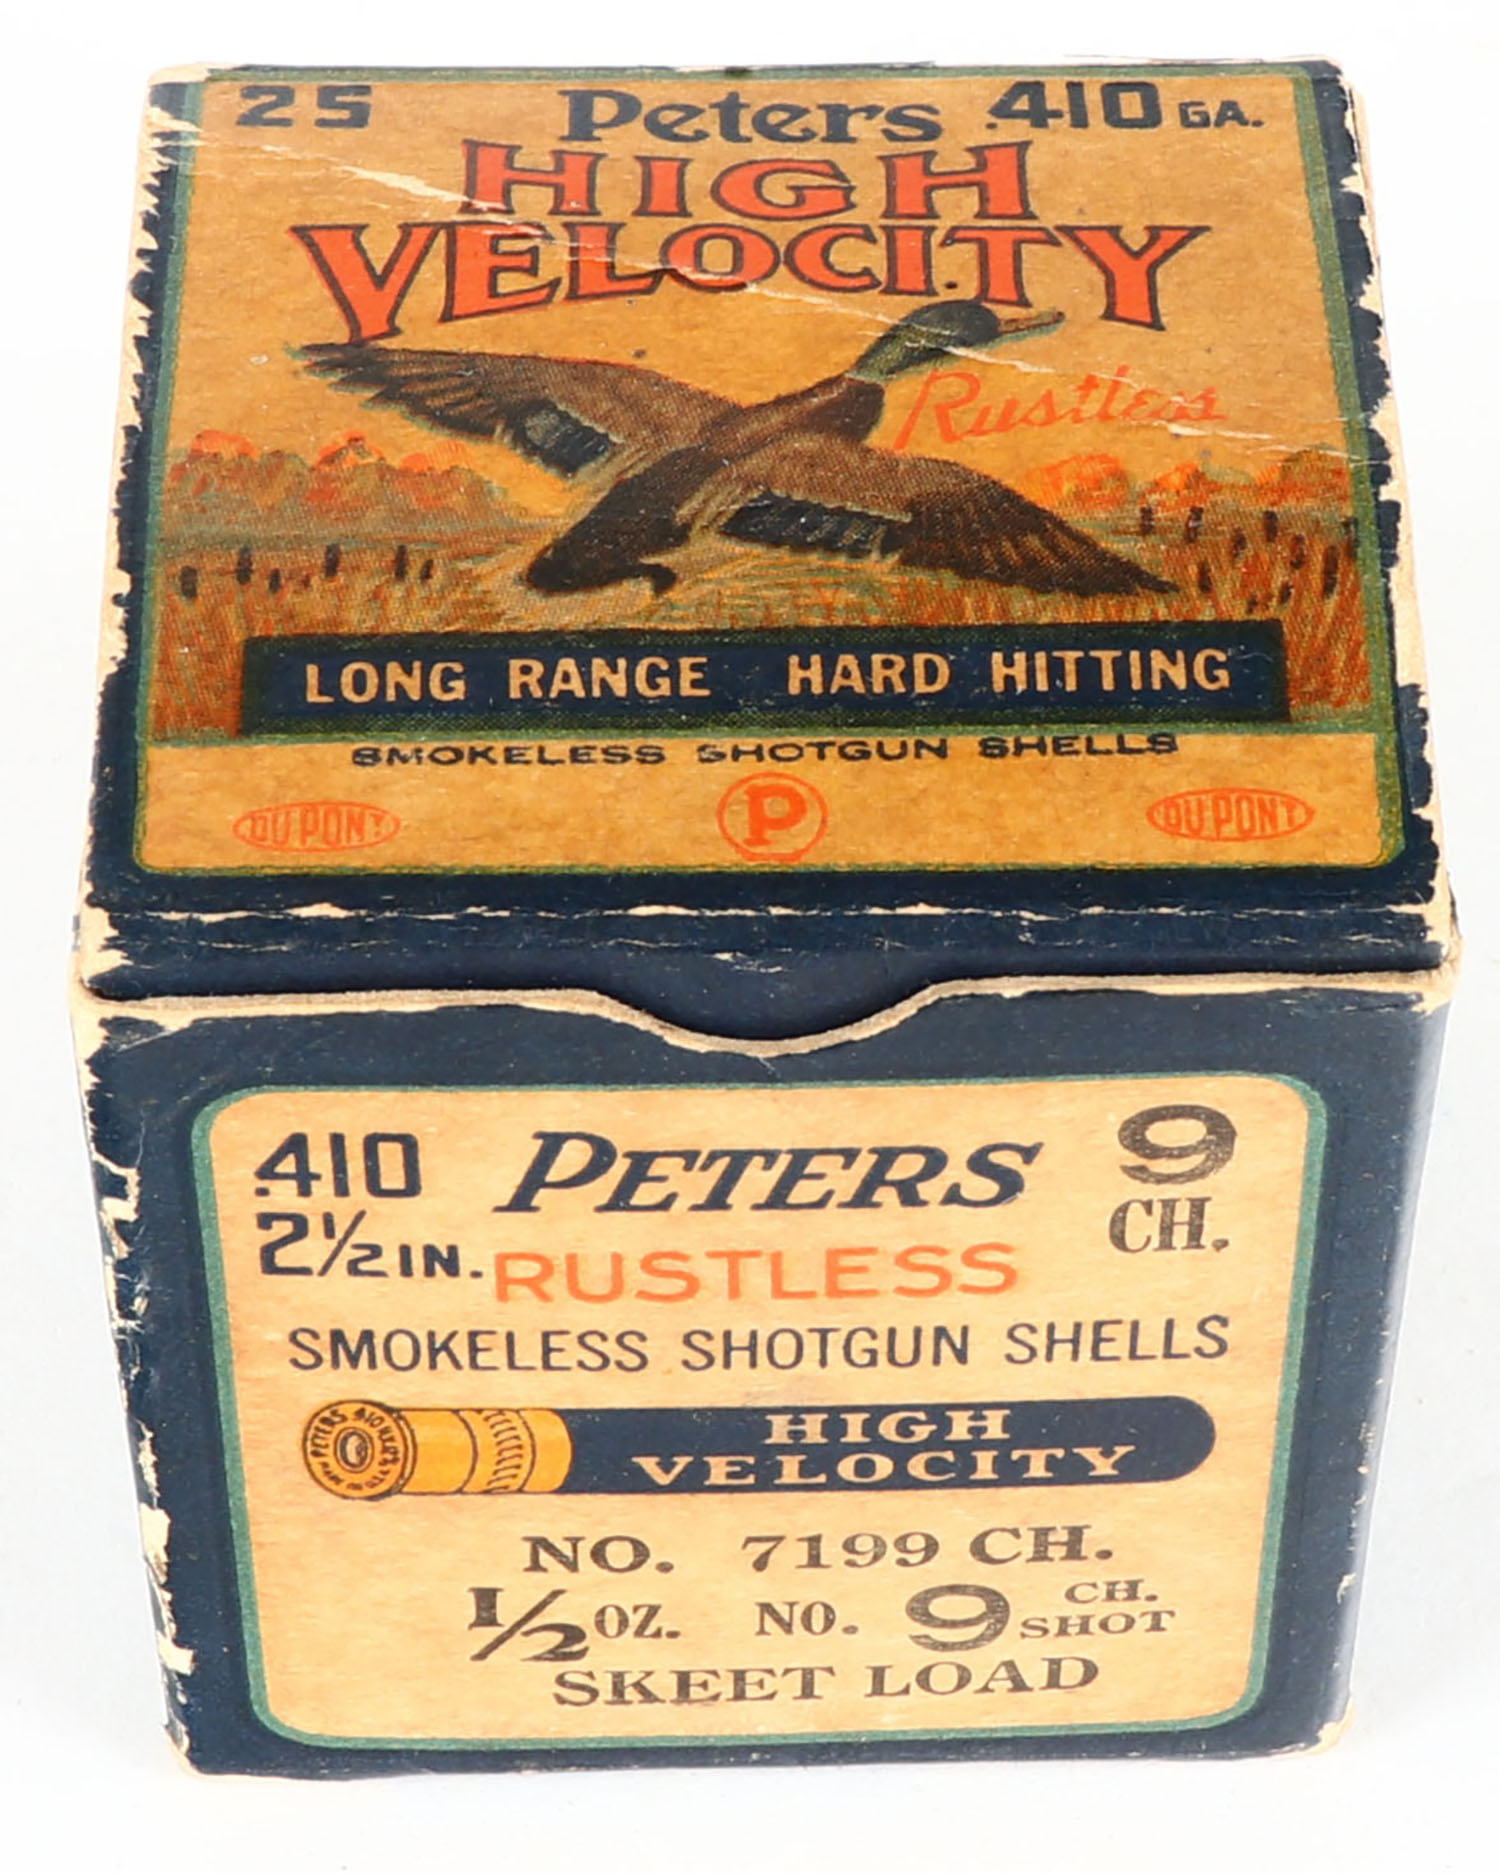 25 Peters .410 GA.
HIGH
VELOCITY
Rustless
LONG RANGE HARD HITTING
SMOKELESS SHOTGUN SHELLS
DU PONT P DU PONT
.410 PETERS 9
2½ IN. RUSTLESS CH.
SMOKELESS SHOTGUN SHELLS
PETERS
HIGH
VELOCITY
NO. 7199 CH.
½ OZ. NO. 9 CH. SHOT
SKEET LOAD